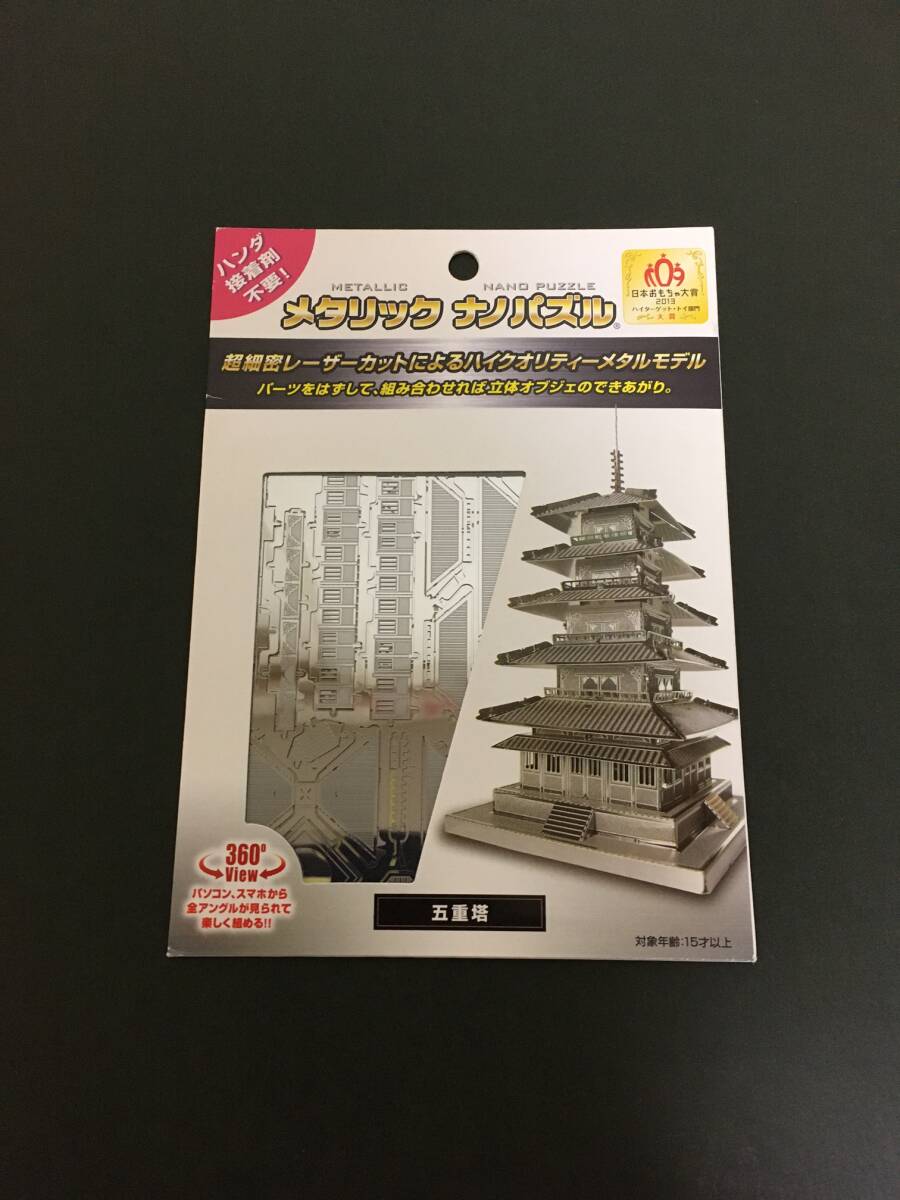 ハンダ
接着剤
不要!
METALLIC NANO PUZZLE
メタリック ナノパズル®
日本おもちゃ大賞
2013
ハイターゲット・トイ部門
大賞
超細密レーザーカットによるハイクオリティーメタルモデル
パーツをはずして、組み合わせれば立体オブジェのできあがり。
360°
View
パソコン、スマホから
全アングルが見られて
楽しく組める!!
五重塔
対象年齢:15才以上